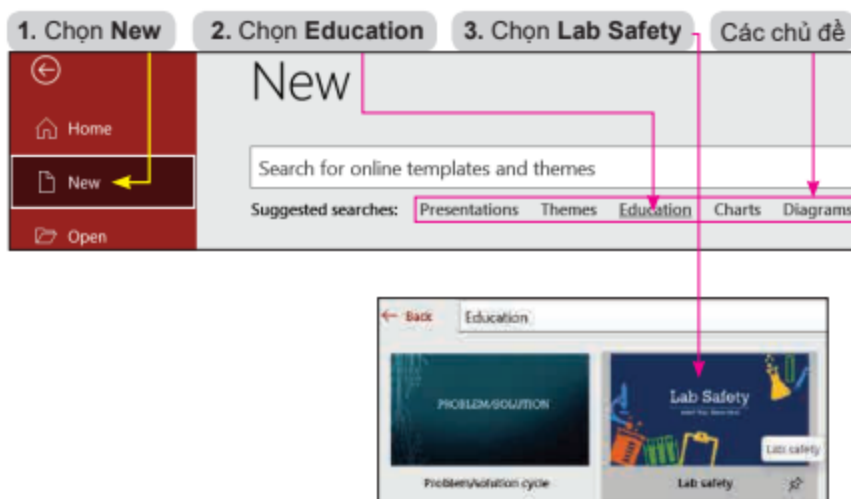 1. Chọn New
2. Chọn Education
3. Chọn Lab Safety
Các chủ đề
New
Home
New
Search for online templates and themes
Suggested searches: Presentations Themes Education Charts Diagrams
Open
Back Education
PROBLEM/SOLUTION
Lab Safety
Lab safety
Problem/solution cycle
Lab safety